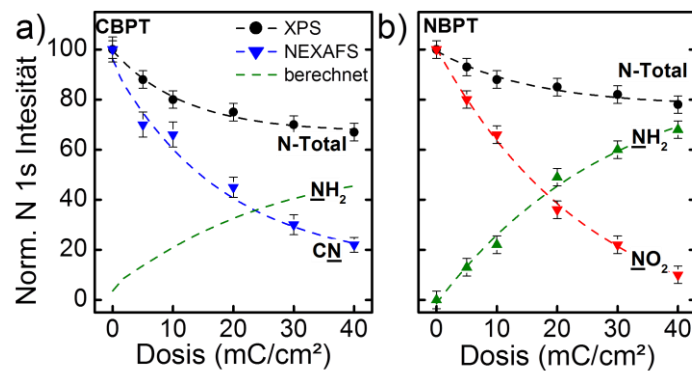 a) CBPT
XPS
NEXAFS
berechnet
N-Total
NH₂
CN
b) NBPT
N-Total
NH₂
NO₂
Norm. N 1s Intesität
100
80
60
40
20
0
0 10 20 30 40
Dosis (mC/cm²)
0 10 20 30 40
Dosis (mC/cm²)